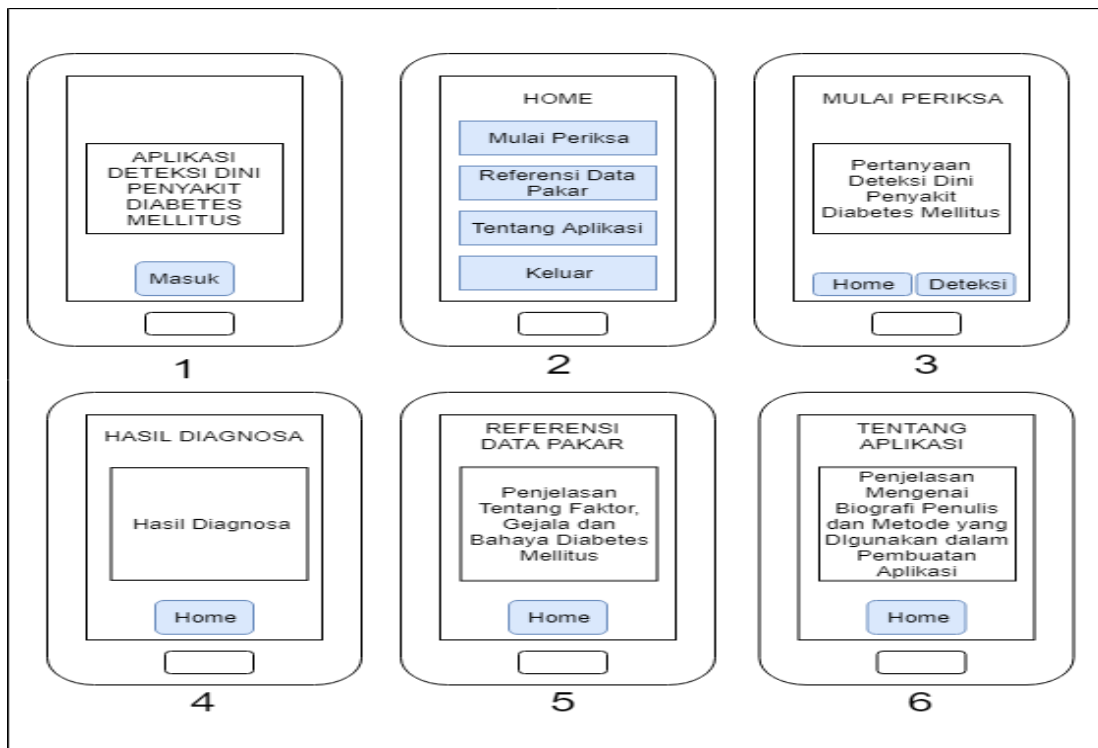 APLIKASI
DETEKSI DINI
PENYAKIT
DIABETES
MELLITUS
Masuk
1
HOME
Mulai Periksa
Referensi Data
Pakar
Tentang Aplikasi
Keluar
2
MULAI PERIKSA
Pertanyaan
Deteksi Dini
Penyakit
Diabetes Mellitus
Home
Deteksi
3
HASIL DIAGNOSA
Hasil Diagnosa
Home
4
REFERENSI
DATA PAKAR
Penjelasan
Tentang Faktor,
Gejala dan
Bahaya Diabetes
Mellitus
Home
5
TENTANG
APLIKASI
Penjelasan
Mengenai
Biografi Penulis
dan Metode yang
DIgunakan dalam
Pembuatan
Aplikasi
Home
6